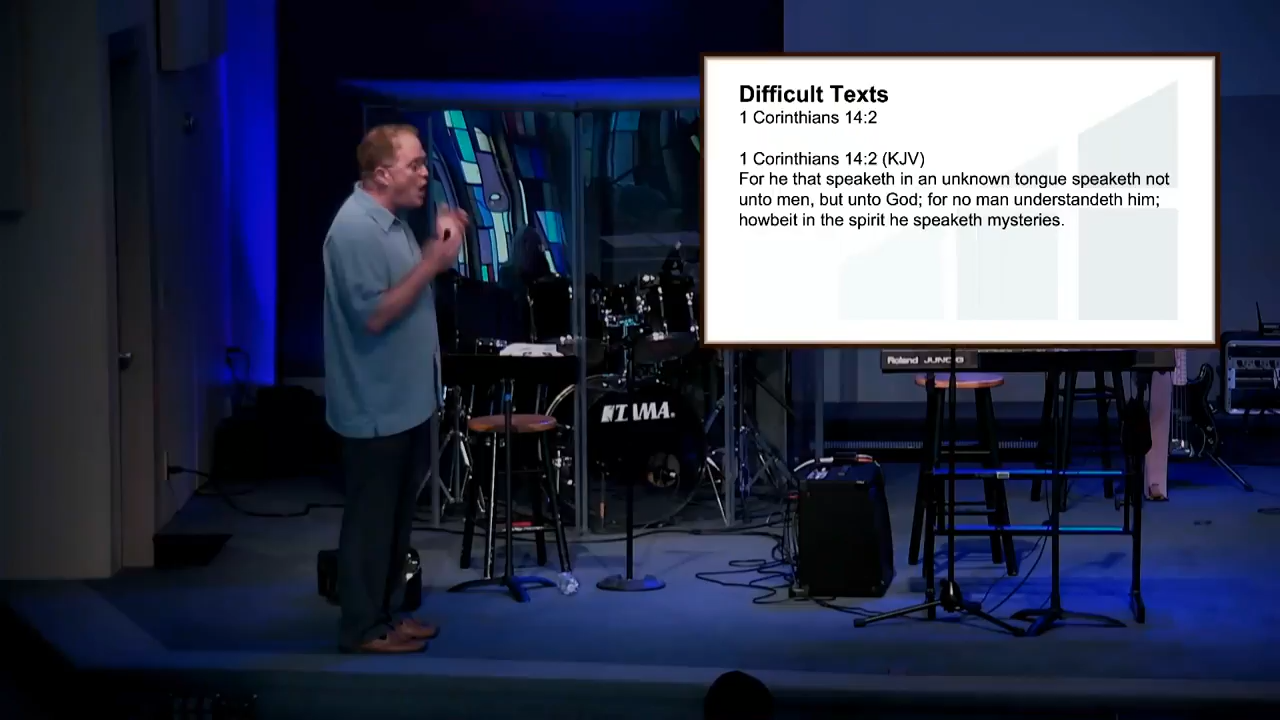 Difficult Texts
1 Corinthians 14:2
1 Corinthians 14:2 (KJV)
For he that speaketh in an unknown tongue speaketh not
unto men, but unto God; for no man understandeth him;
howbeit in the spirit he speaketh mysteries.
Roland JUNO-G
TAMA.